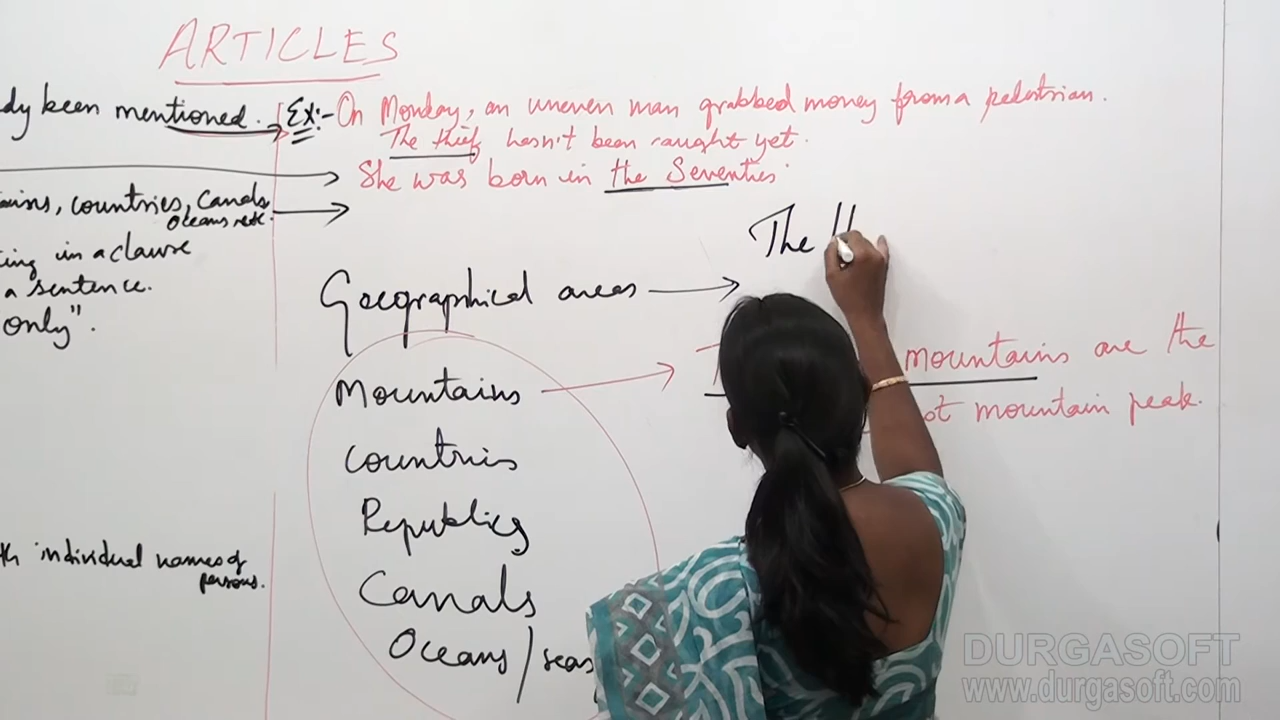 ARTICLES
dy been mentioned. Ex:- On Monday, an uneven man grabbed money from a pedestrian.
The thief hasn't been caught yet.
She was born in the Seventies.
ains, countries, Canals
Oceans
ing in a clause
a sentence.
only".
The H
Geographical areas
Mountains
mountains are the
ot mountain peak.
Countries
Republics
Canals
Oceans/seas
th individual names of
persons.
DURGASOFT
www.durgasoft.com